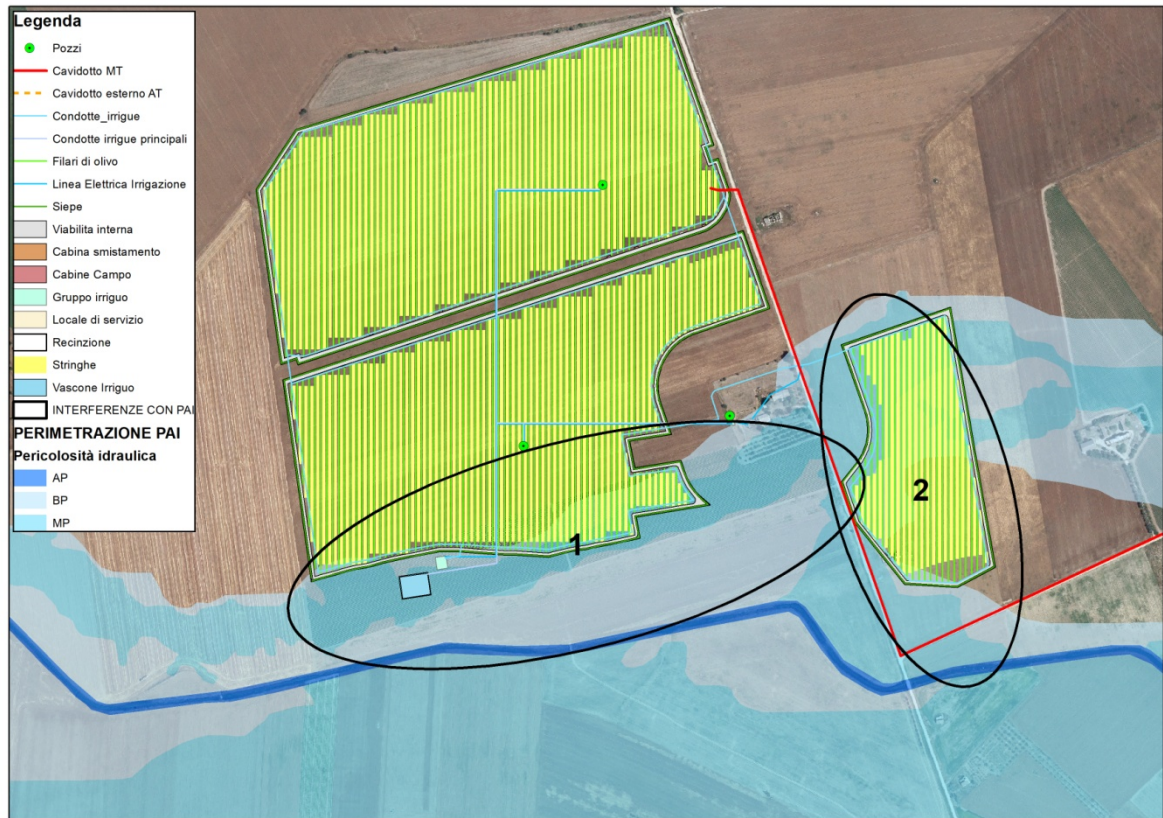 Legenda
Pozzi
Cavidotto MT
Cavidotto esterno AT
Condotte_irrigue
Condotte irrigue principali
Filari di olivo
Linea Elettrica Irrigazione
Siepe
Viabilita interna
Cabina smistamento
Cabine Campo
Gruppo irriguo
Locale di servizio
Recinzione
Stringhe
Vascone Irriguo
INTERFERENZE CON PAI
PERIMETRAZIONE PAI
Pericolosità idraulica
AP
BP
MP
1
2